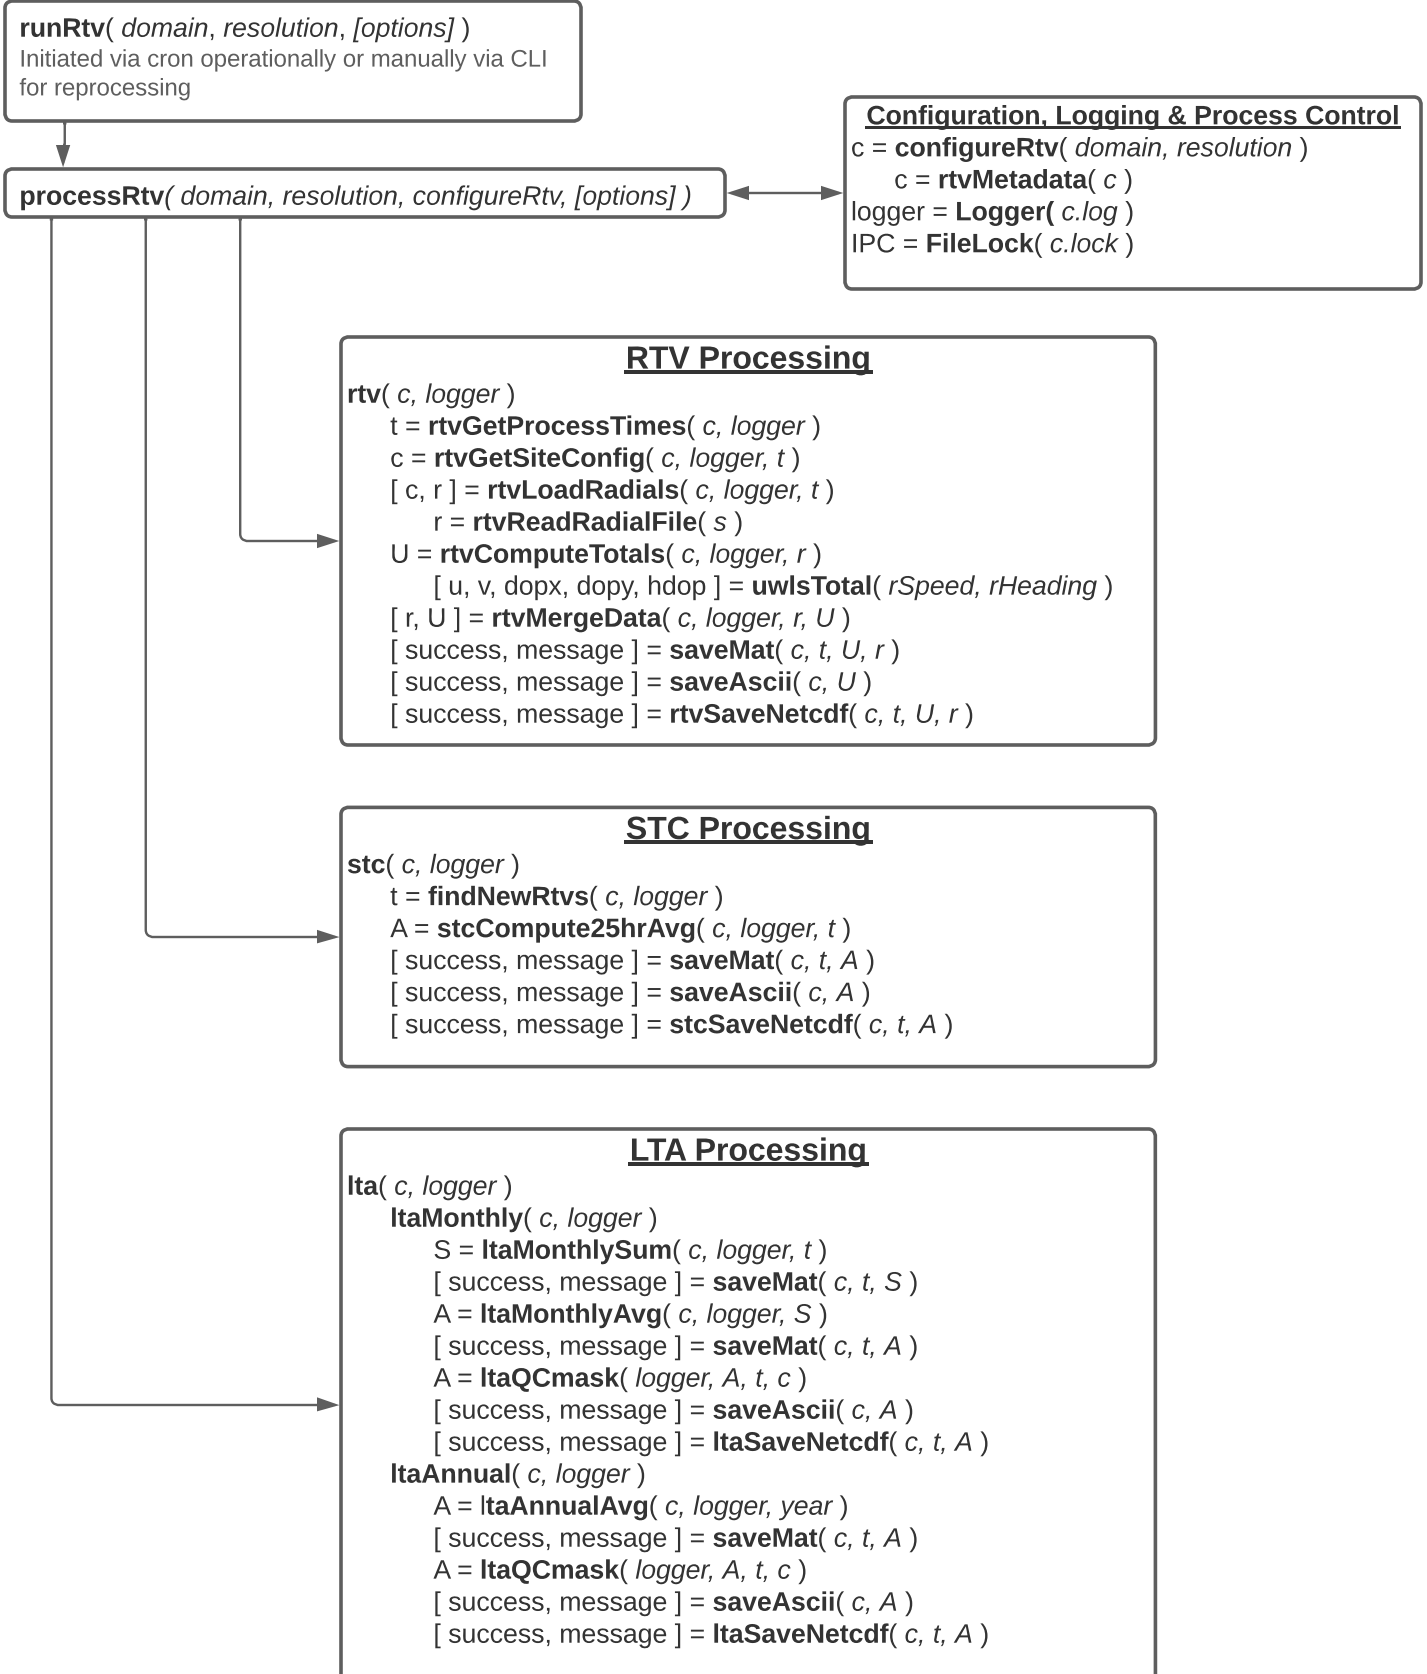 runRtv( domain, resolution, [options] )
Initiated via cron operationally or manually via CLI
for reprocessing
processRtv( domain, resolution, configureRtv, [options] )
Configuration, Logging & Process Control
c = configureRtv( domain, resolution )
c = rtvMetadata( c )
logger = Logger( c.log )
IPC = FileLock( c.lock )
RTV Processing
rtv( c, logger )
t = rtvGetProcessTimes( c, logger )
c = rtvGetSiteConfig( c, logger, t )
[ c, r ] = rtvLoadRadials( c, logger, t )
r = rtvReadRadialFile( s )
U = rtvComputeTotals( c, logger, r )
[ u, v, dopx, dopy, hdop ] = uwlsTotal( rSpeed, rHeading )
[ r, U ] = rtvMergeData( c, logger, r, U )
[ success, message ] = saveMat( c, t, U, r )
[ success, message ] = saveAscii( c, U )
[ success, message ] = rtvSaveNetcdf( c, t, U, r )
STC Processing
stc( c, logger )
t = findNewRtvs( c, logger )
A = stcCompute25hrAvg( c, logger, t )
[ success, message ] = saveMat( c, t, A )
[ success, message ] = saveAscii( c, A )
[ success, message ] = stcSaveNetcdf( c, t, A )
LTA Processing
lta( c, logger )
ltaMonthly( c, logger )
S = ltaMonthlySum( c, logger, t )
[ success, message ] = saveMat( c, t, S )
A = ltaMonthlyAvg( c, logger, S )
[ success, message ] = saveMat( c, t, A )
A = ltaQCmask( logger, A, t, c )
[ success, message ] = saveAscii( c, A )
[ success, message ] = ltaSaveNetcdf( c, t, A )
ltaAnnual( c, logger )
A = ltaAnnualAvg( c, logger, year )
[ success, message ] = saveMat( c, t, A )
A = ltaQCmask( logger, A, t, c )
[ success, message ] = saveAscii( c, A )
[ success, message ] = ltaSaveNetcdf( c, t, A )